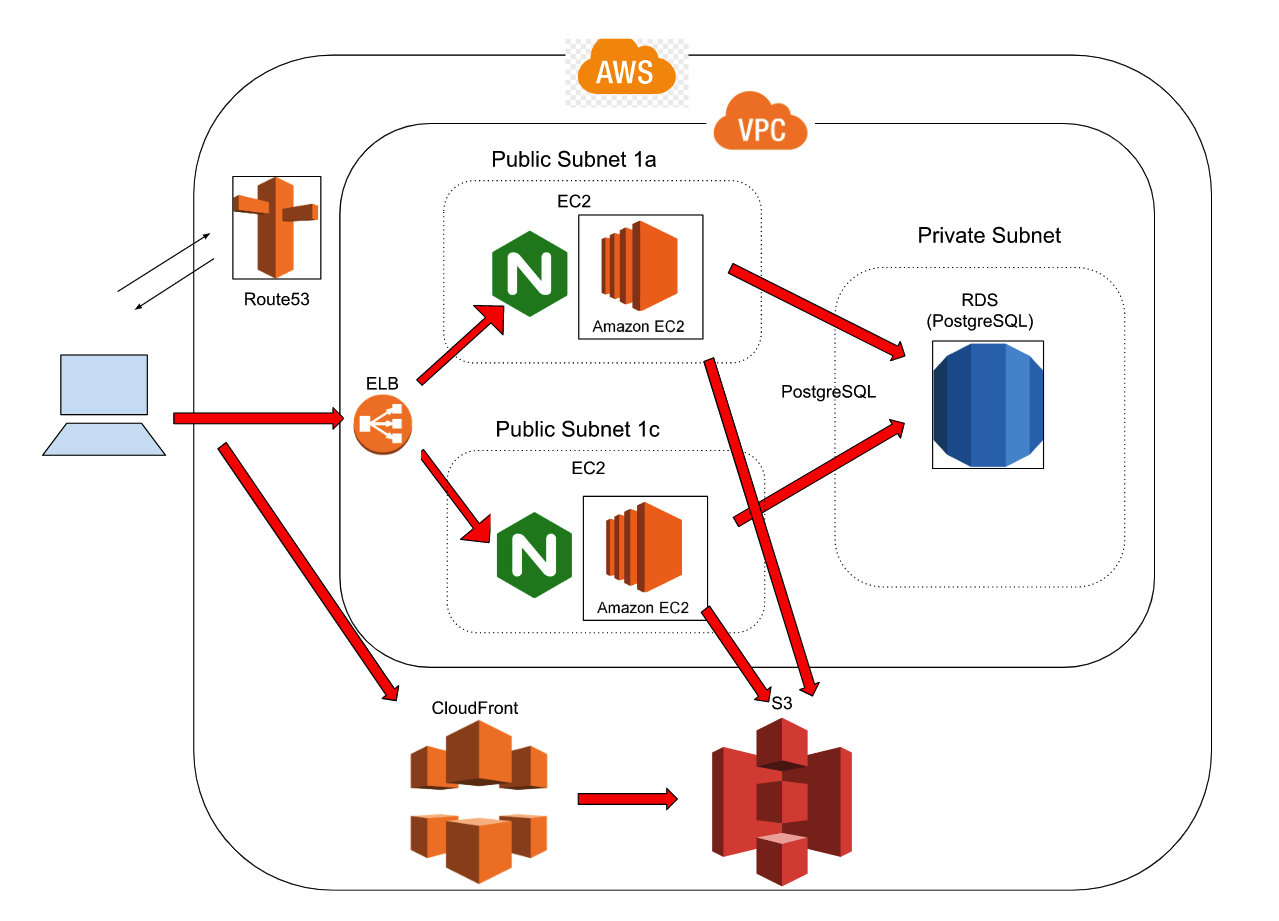 AWS
VPC
Public Subnet 1a
EC2
Amazon EC2
Private Subnet
RDS
(PostgreSQL)
Route53
ELB
PostgreSQL
Public Subnet 1c
EC2
Amazon EC2
CloudFront
S3